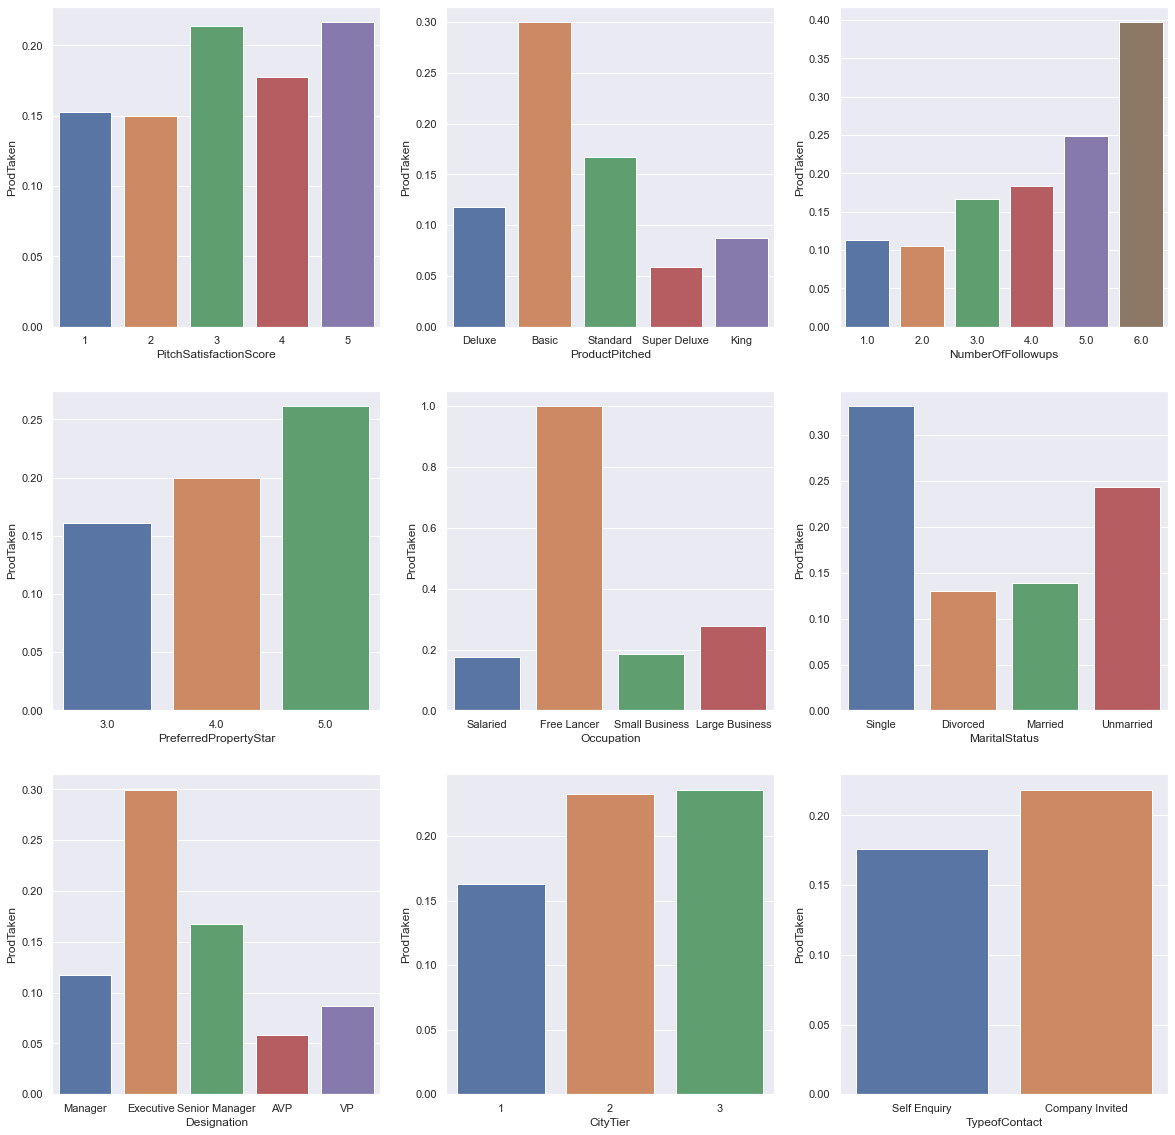 ProdTaken
0.20
0.15
0.10
0.05
0.00
1 2 3 4 5
PitchSatisfactionScore
ProdTaken
0.30
0.25
0.20
0.15
0.10
0.05
0.00
Deluxe Basic Standard Super Deluxe King
ProductPitched
ProdTaken
0.40
0.35
0.30
0.25
0.20
0.15
0.10
0.05
0.00
1.0 2.0 3.0 4.0 5.0 6.0
NumberOfFollowups
ProdTaken
0.25
0.20
0.15
0.10
0.05
0.00
3.0 4.0 5.0
PreferredPropertyStar
ProdTaken
1.0
0.8
0.6
0.4
0.2
0.0
Salaried Free Lancer Small Business Large Business
Occupation
ProdTaken
0.30
0.25
0.20
0.15
0.10
0.05
0.00
Single Divorced Married Unmarried
MaritalStatus
ProdTaken
0.30
0.25
0.20
0.15
0.10
0.05
0.00
Manager Executive Senior Manager AVP VP
Designation
ProdTaken
0.20
0.15
0.10
0.05
0.00
1 2 3
CityTier
ProdTaken
0.20
0.15
0.10
0.05
0.00
Self Enquiry Company Invited
TypeofContact